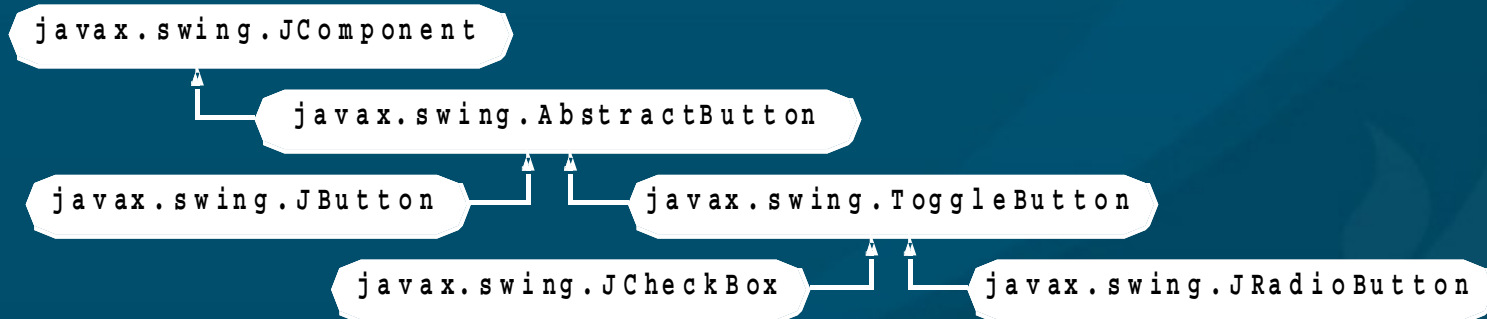 javax.swing.JComponent
javax.swing.AbstractButton
javax.swing.JButton
javax.swing.ToggleButton
javax.swing.JCheckBox
javax.swing.JRadioButton